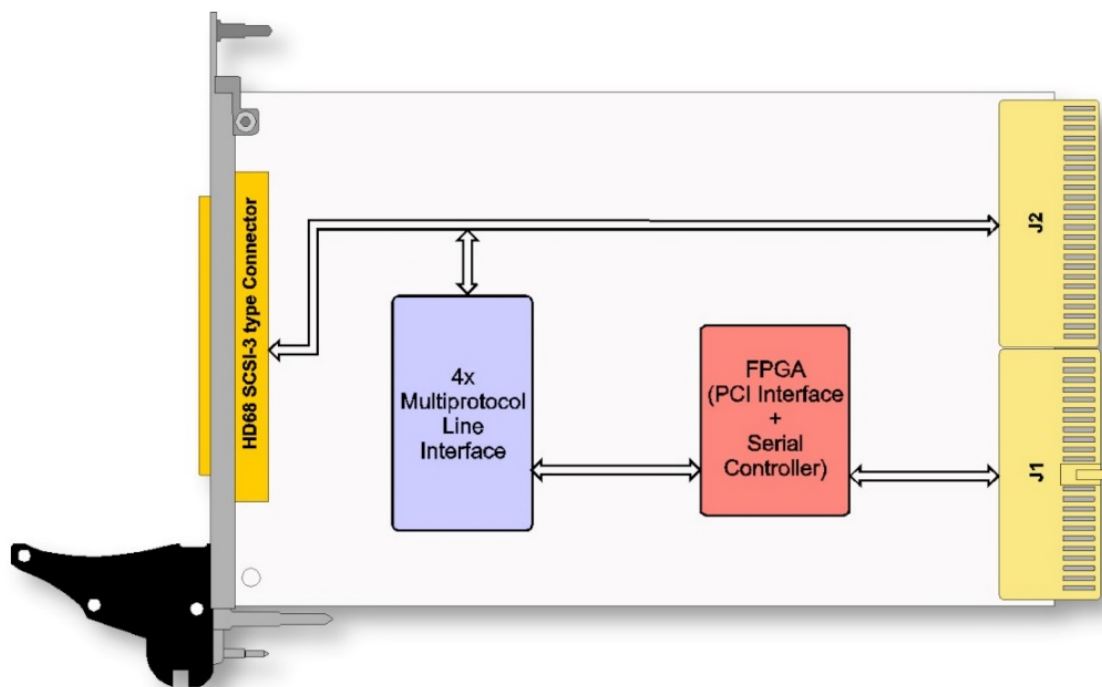 HD68 SCSI-3 type Connector
4x
Multiprotocol
Line
Interface
FPGA
(PCI Interface
+
Serial
Controller)
J2
J1